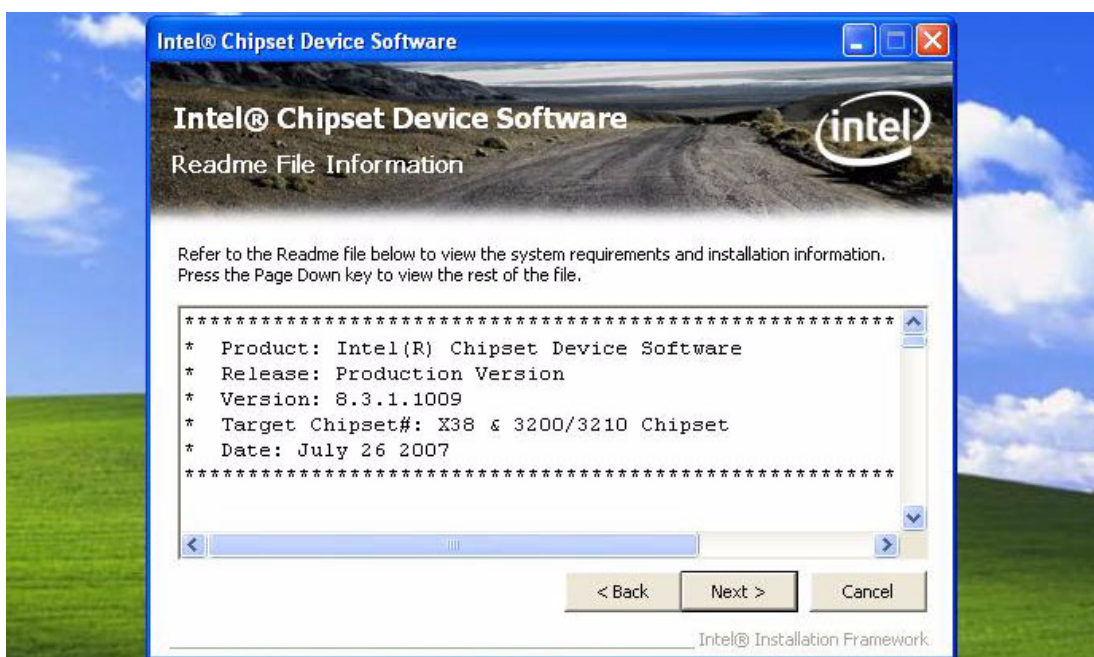 Intel® Chipset Device Software
Intel® Chipset Device Software
intel
Readme File Information
Refer to the Readme file below to view the system requirements and installation information.
Press the Page Down key to view the rest of the file.
*********************************************************
* Product: Intel(R) Chipset Device Software
* Release: Production Version
* Version: 8.3.1.1009
* Target Chipset#: X38 & 3200/3210 Chipset
* Date: July 26 2007
*********************************************************
< Back Next > Cancel
Intel® Installation Framework